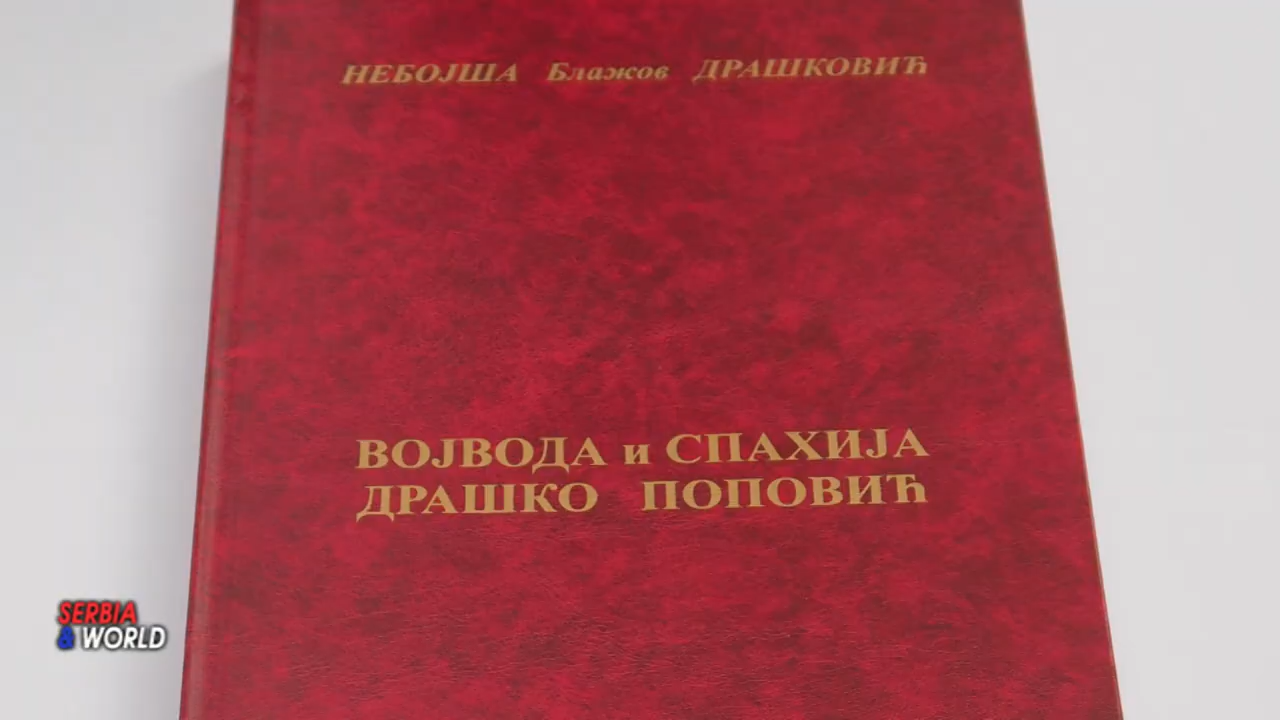 НЕБОЈША Блажов ДРАШКОВИЋ
ВОЈВОДА и СПАХИЈА
ДРАШКО ПОПОВИЋ
SERBIA
& WORLD